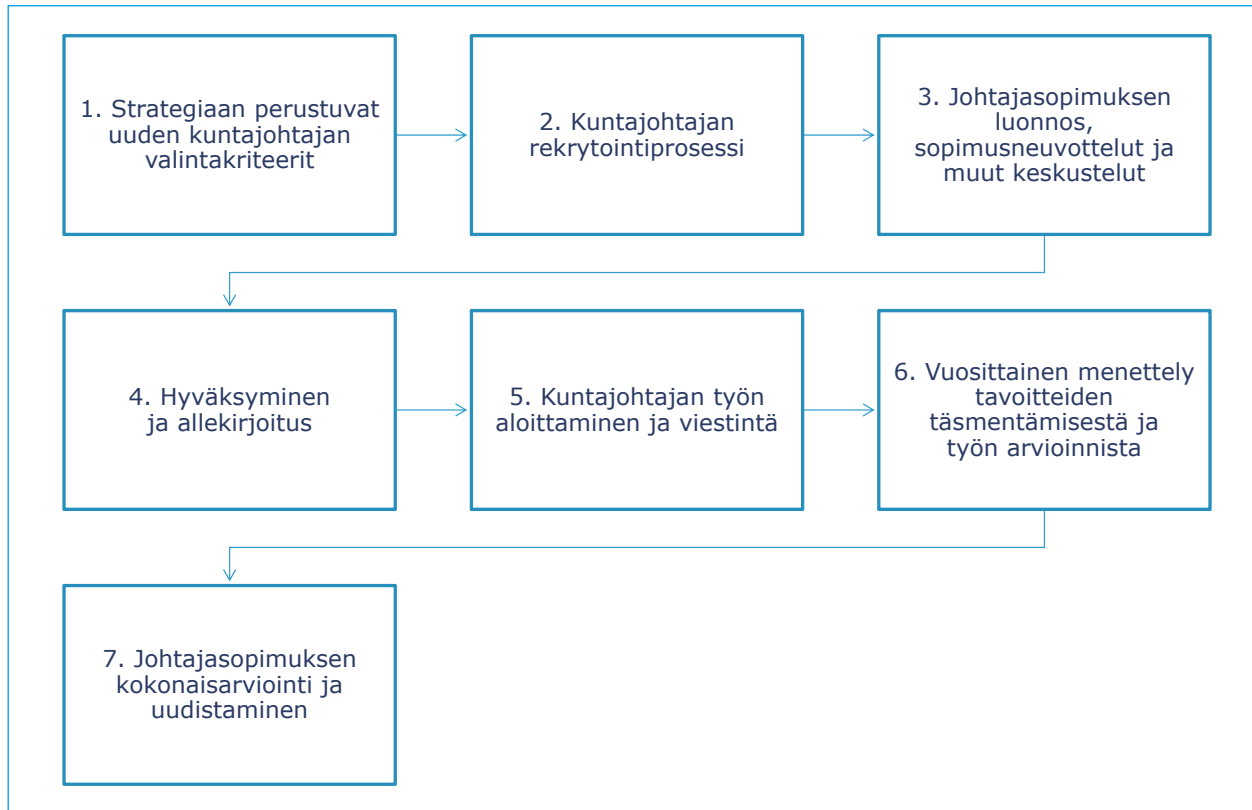 1. Strategiaan perustuvat
uuden kuntajohtajan
valintakriteerit
2. Kuntajohtajan
rekrytointiprosessi
3. Johtajasopimuksen
luonnos,
sopimusneuvottelut ja
muut keskustelut
4. Hyväksyminen
ja allekirjoitus
5. Kuntajohtajan työn
aloittaminen ja viestintä
6. Vuosittainen menettely
tavoitteiden
täsmentämisestä ja
työn arvioinnista
7. Johtajasopimuksen
kokonaisarviointi ja
uudistaminen